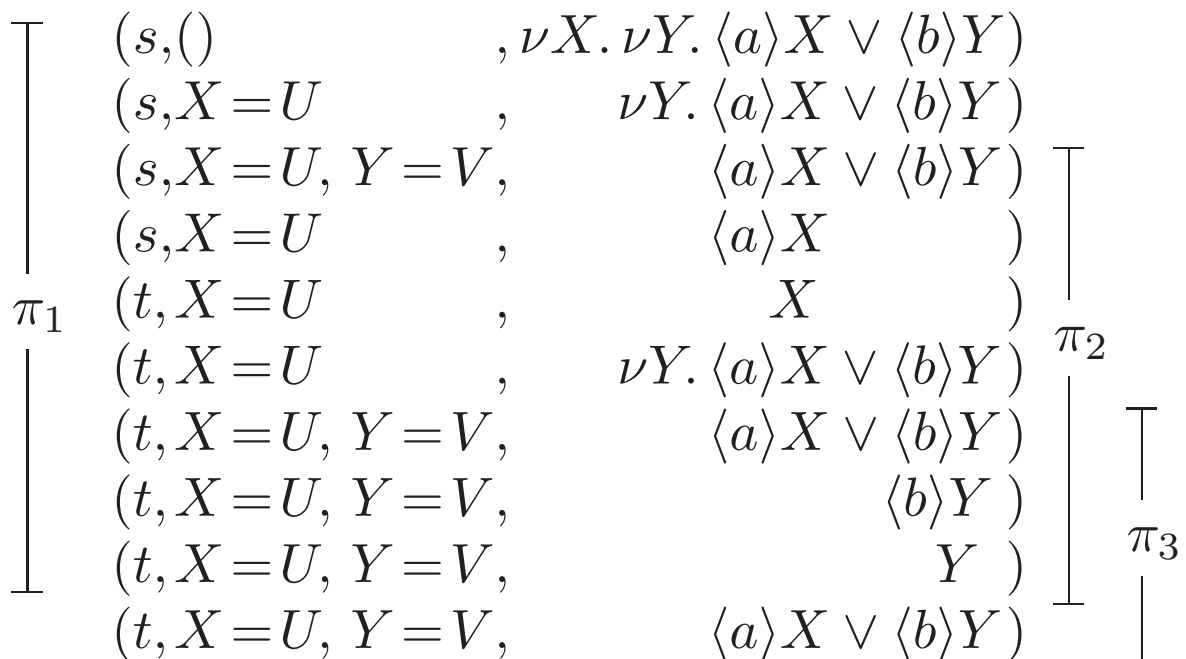 (s,() , νX. νY. ⟨a⟩X ∨ ⟨b⟩Y)
(s,X = U , νY. ⟨a⟩X ∨ ⟨b⟩Y)
(s,X = U, Y = V, ⟨a⟩X ∨ ⟨b⟩Y)
(s,X = U , ⟨a⟩X )
π₁ (t, X = U , X )
π₂
(t, X = U , νY. ⟨a⟩X ∨ ⟨b⟩Y)
(t, X = U, Y = V, ⟨a⟩X ∨ ⟨b⟩Y)
(t, X = U, Y = V, ⟨b⟩Y )
π₃
(t, X = U, Y = V, Y )
(t, X = U, Y = V, ⟨a⟩X ∨ ⟨b⟩Y)